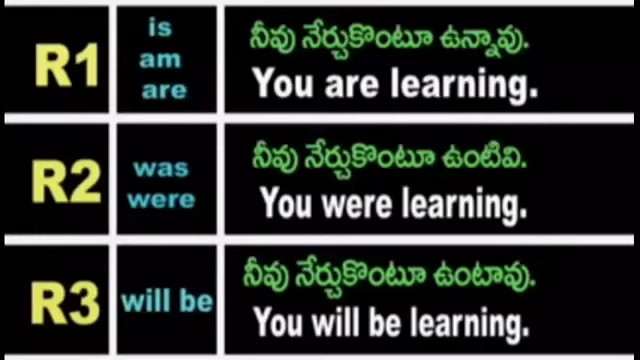 R1
is
am
are
నీవు నేర్చుకొంటూ ఉన్నావు.
You are learning.
R2
was
were
నీవు నేర్చుకొంటూ ఉంటివి.
You were learning.
R3
will be
నీవు నేర్చుకొంటూ ఉంటావు.
You will be learning.